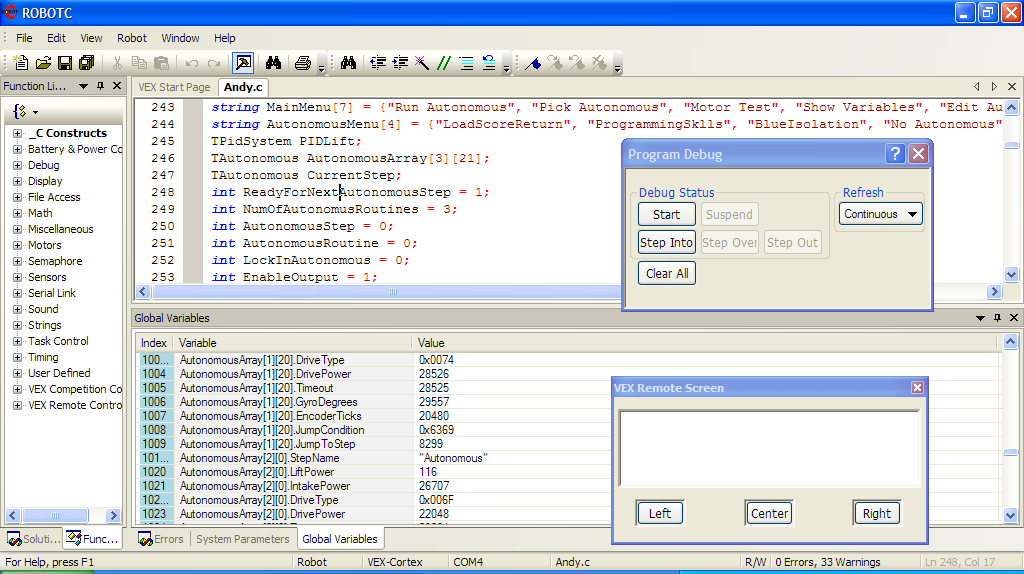 ROBOTC
File Edit View Robot Window Help
Function Li...
_C Constructs
Battery & Power Co
Debug
Display
File Access
Math
Miscellaneous
Motors
Semaphore
Sensors
Serial Link
Sound
Strings
Task Control
Timing
User Defined
VEX Competition Co
VEX Remote Contro
Soluti... Func...
VEX Start Page Andy.c
243 string MainMenu[7] = {"Run Autonomous", "Pick Autonomous", "Motor Test", "Show Variables", "Edit Au
244 string AutonomousMenu[4] = {"LoadScoreReturn", "ProgrammingSklls", "BlueIsolation", "No Autonomous"
245 TPidSystem PIDLift;
246 TAutonomous AutonomousArray[3][21];
247 TAutonomous CurrentStep;
248 int ReadyForNextAutonomousStep = 1;
249 int NumOfAutonomusRoutines = 3;
250 int AutonomousStep = 0;
251 int AutonomousRoutine = 0;
252 int LockInAutonomous = 0;
253 int EnableOutput = 1;
Program Debug
Debug Status Refresh
Start Suspend Continuous
Step Into Step Over Step Out
Clear All
Global Variables
Index Variable Value
100... AutonomousArray[1][20].DriveType 0x0074
1004 AutonomousArray[1][20].DrivePower 28526
1005 AutonomousArray[1][20].Timeout 28525
1006 AutonomousArray[1][20].GyroDegrees 29557
1007 AutonomousArray[1][20].EncoderTicks 20480
1008 AutonomousArray[1][20].JumpCondition 0x6369
1009 AutonomousArray[1][20].JumpToStep 8299
101... AutonomousArray[2][0].StepName "Autonomous"
1020 AutonomousArray[2][0].LiftPower 116
1021 AutonomousArray[2][0].IntakePower 26707
102... AutonomousArray[2][0].DriveType 0x006F
1023 AutonomousArray[2][0].DrivePower 22048
VEX Remote Screen
Left Center Right
Errors System Parameters Global Variables
For Help, press F1 Robot VEX-Cortex COM4 Andy.c R/W 0 Errors, 33 Warnings Ln 248, Col 17